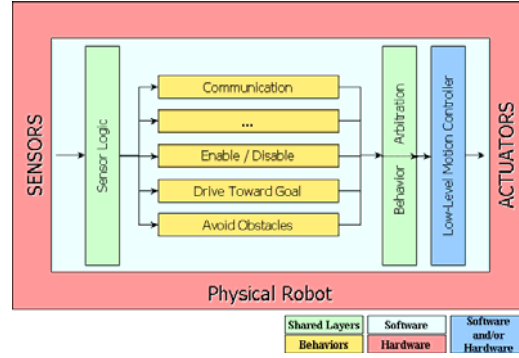 SENSORS
Sensor Logic
Communication
...
Enable / Disable
Drive Toward Goal
Avoid Obstacles
Behavior Arbitration
Low-Level Motion Controller
ACTUATORS
Physical Robot
Shared Layers
Software
Software and/or Hardware
Behaviors
Hardware